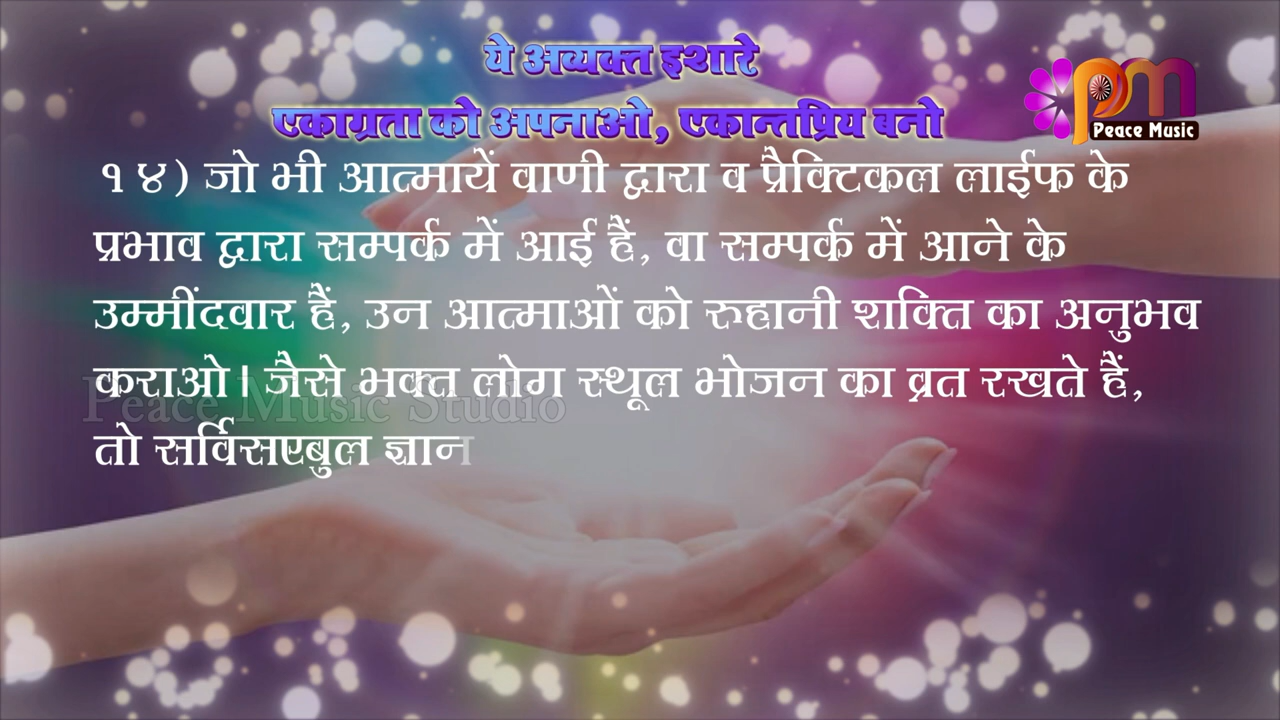 ये अव्यक्त इशारे
एकाग्रता को अपनाओ, एकान्तप्रिय बनो
pm
Peace Music
१४) जो भी आत्मायें वाणी द्वारा व प्रैक्टिकल लाईफ के
प्रभाव द्वारा सम्पर्क में आई हैं, वा सम्पर्क में आने के
उम्मींदवार हैं, उन आत्माओं को रुहानी शक्ति का अनुभव
कराओ। जैसे भक्त लोग स्थूल भोजन का व्रत रखते हैं,
Peace Music Studio
तो सर्विसएबुल ज्ञान